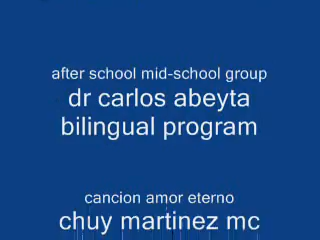 after school mid-school group
dr carlos abeyta
bilingual program
cancion amor eterno
chuy martinez mc